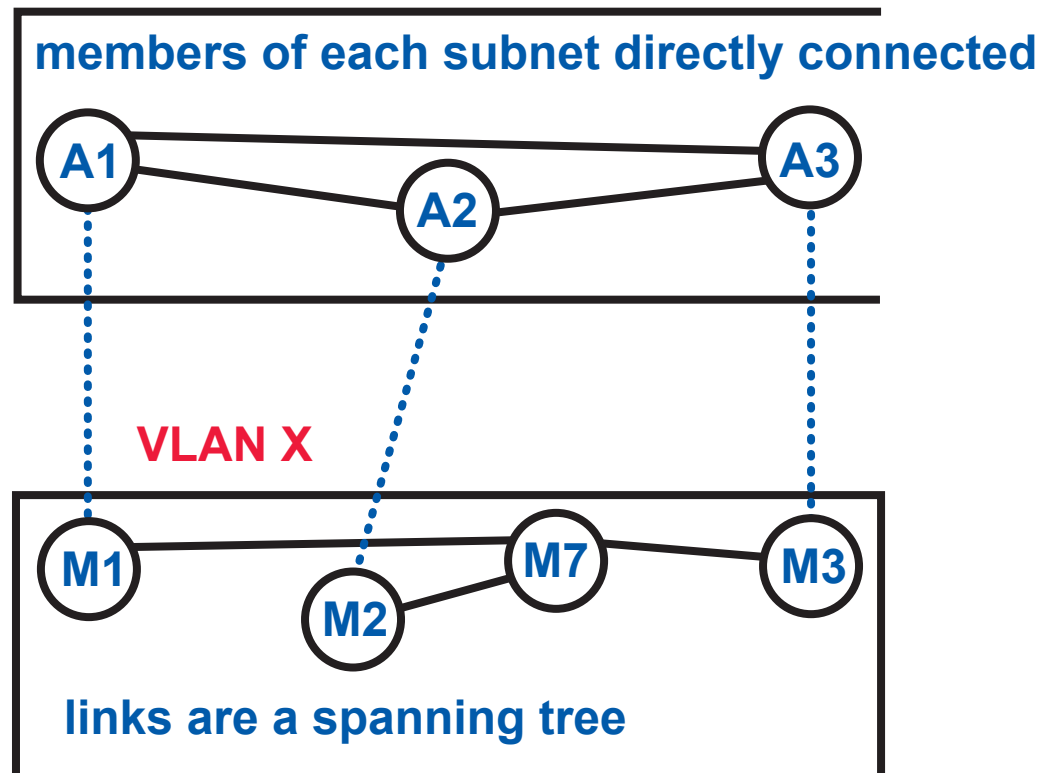 members of each subnet directly connected
A1
A2
A3
VLAN X
M1
M2
M7
M3
links are a spanning tree